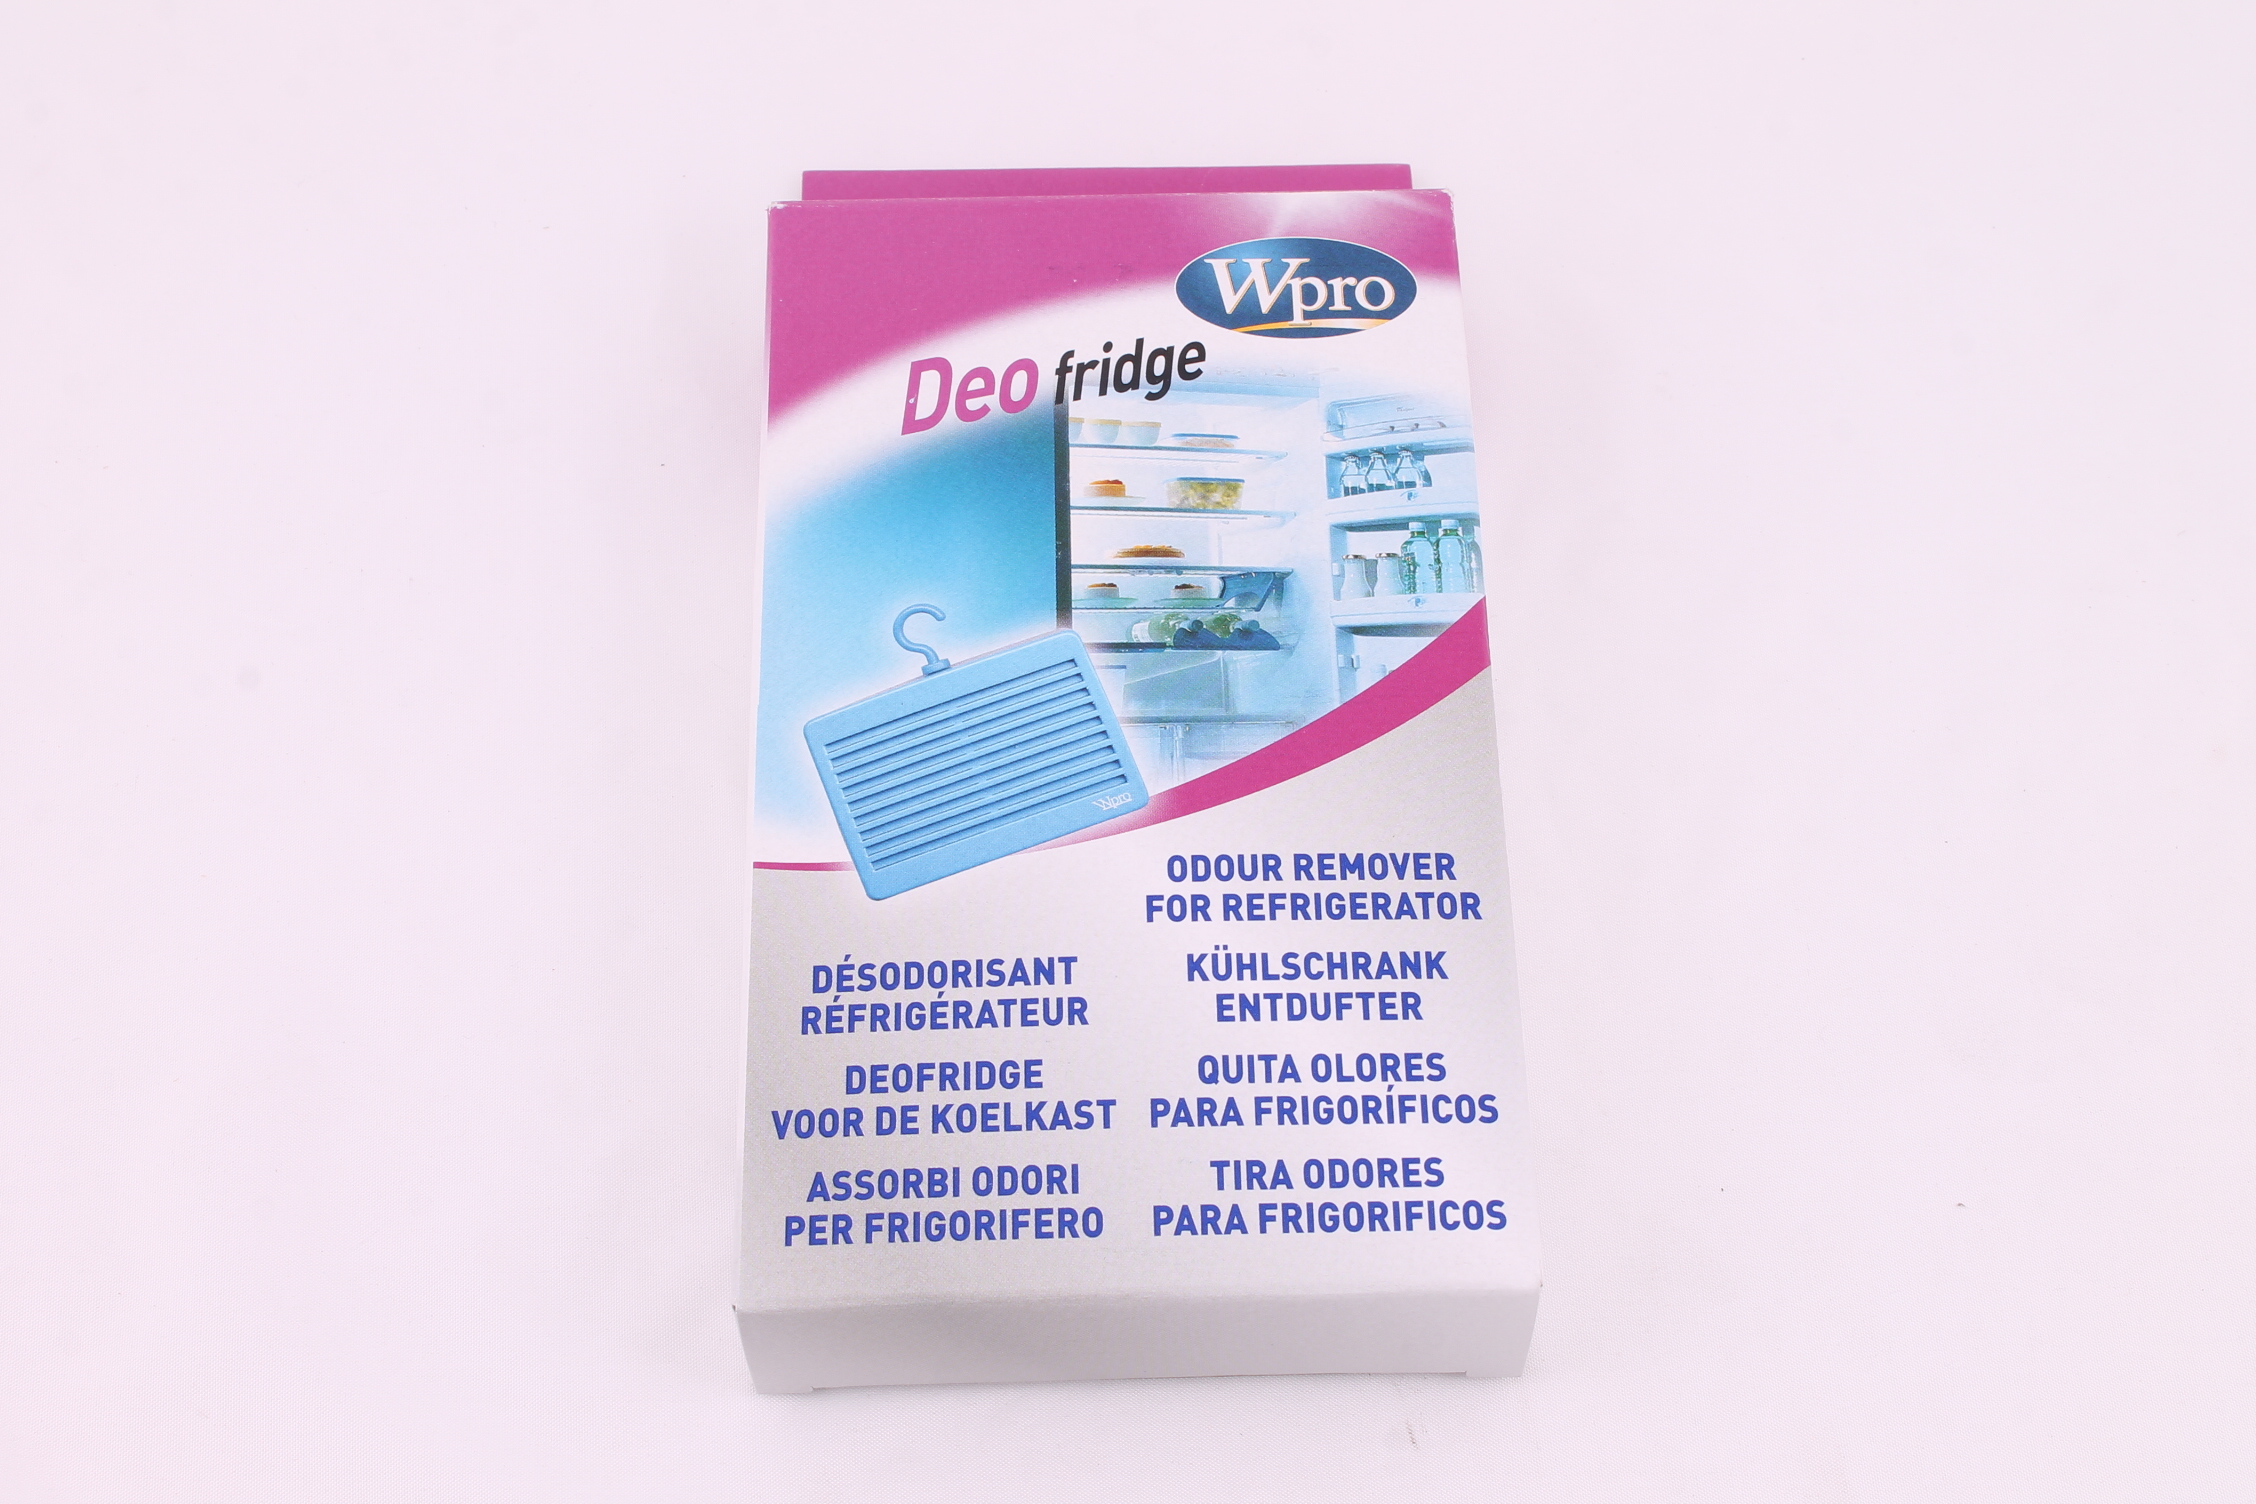 Wpro
Deo fridge
Wpro
ODOUR REMOVER
FOR REFRIGERATOR
DÉSODORISANT
RÉFRIGÉRATEUR
KÜHLSCHRANK
ENTDUFTER
DEOFRIDGE
VOOR DE KOELKAST
QUITA OLORES
PARA FRIGORÍFICOS
ASSORBI ODORI
PER FRIGORIFERO
TIRA ODORES
PARA FRIGORIFICOS